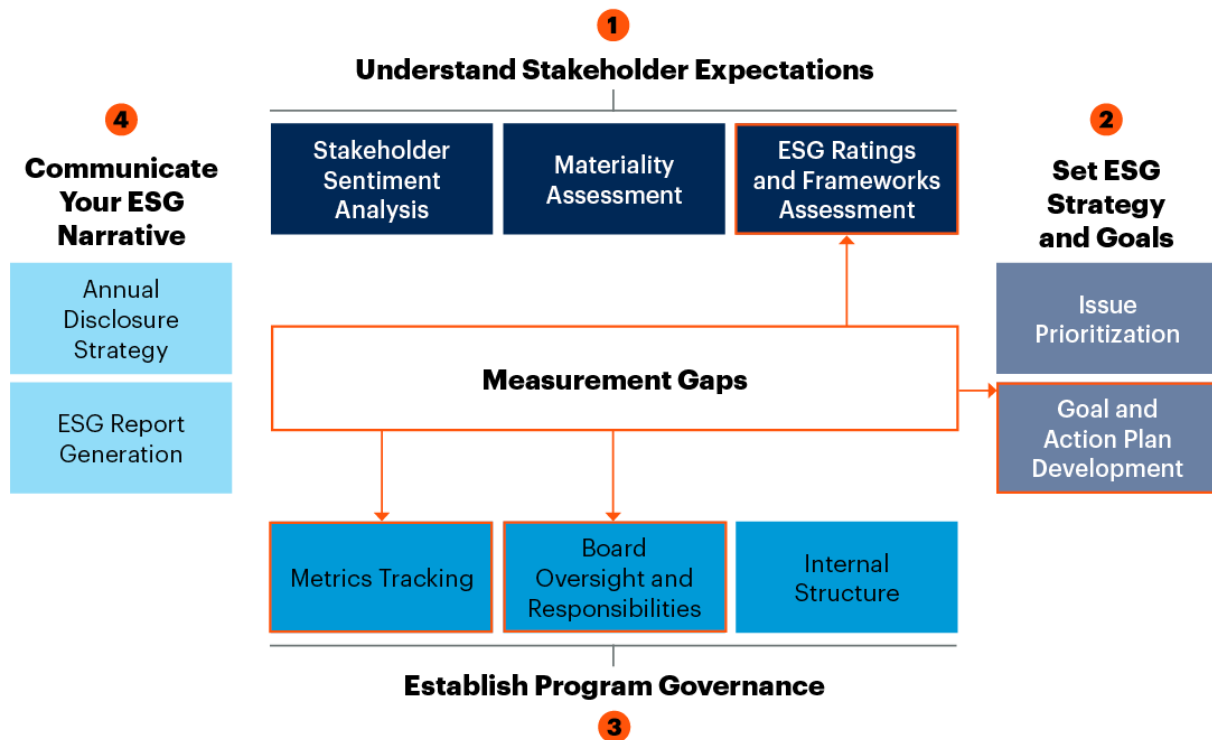 1
Understand Stakeholder Expectations
Stakeholder
Sentiment
Analysis
Materiality
Assessment
ESG Ratings
and Frameworks
Assessment
2
Set ESG
Strategy
and Goals
Issue
Prioritization
Goal and
Action Plan
Development
Measurement Gaps
Metrics Tracking
Board
Oversight and
Responsibilities
Internal
Structure
Establish Program Governance
3
4
Communicate
Your ESG
Narrative
Annual
Disclosure
Strategy
ESG Report
Generation